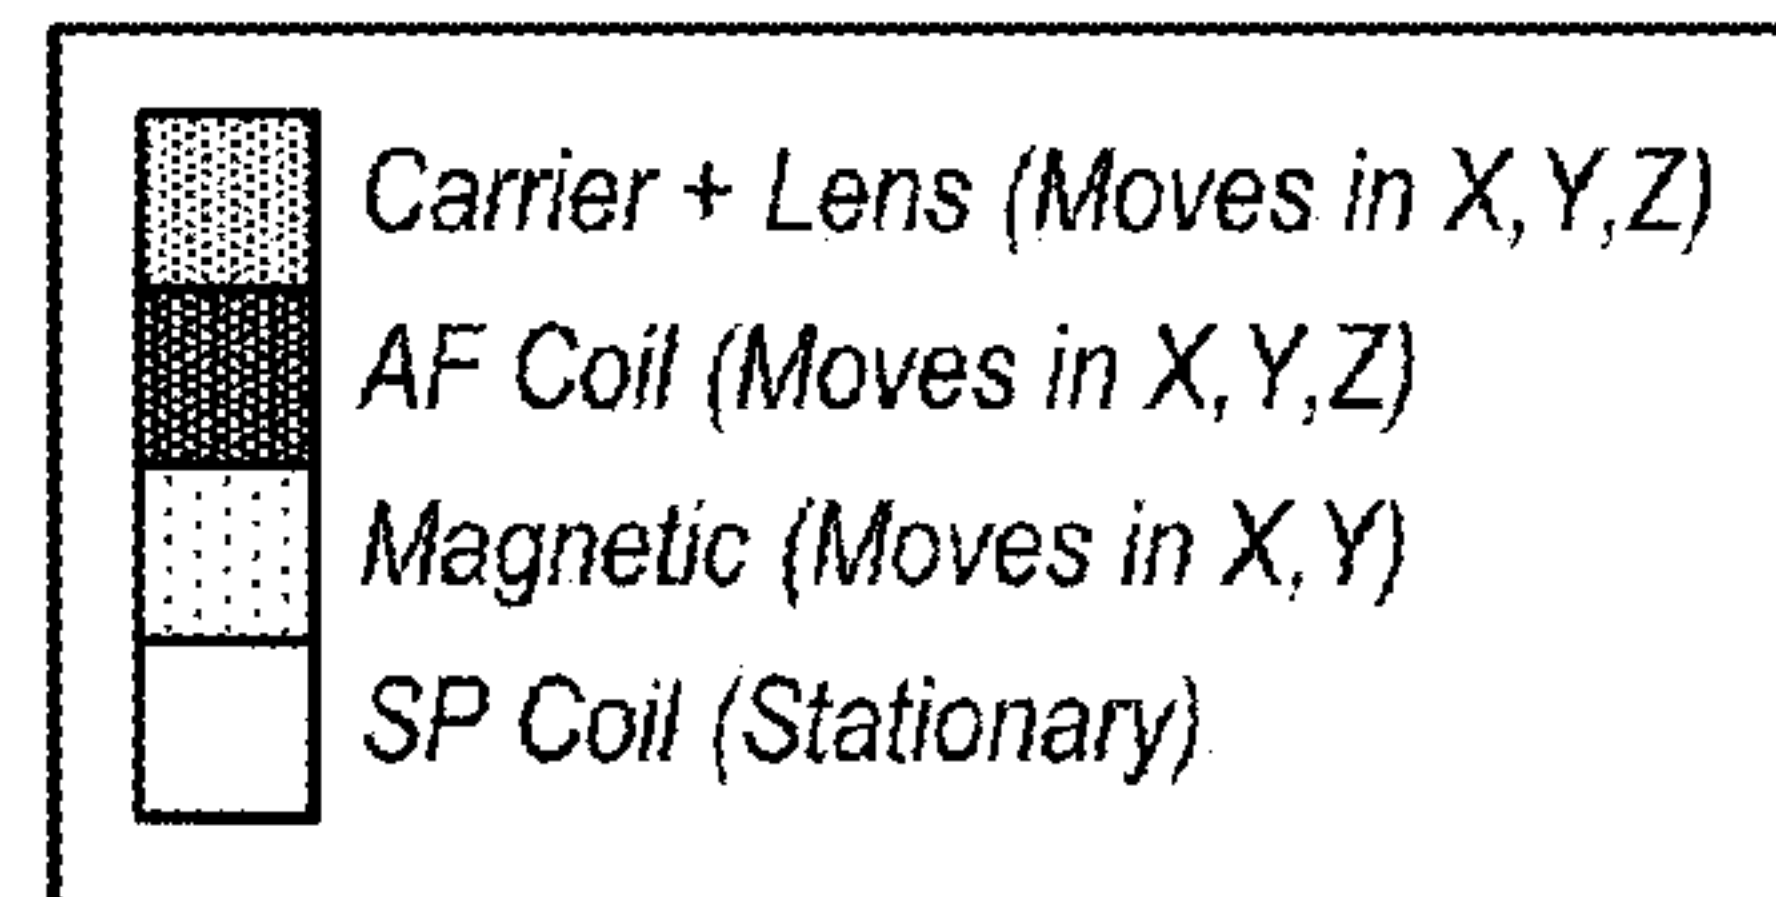 Carrier + Lens (Moves in X,Y,Z)
AF Coil (Moves in X,Y,Z)
Magnetic (Moves in X,Y)
SP Coil (Stationary)